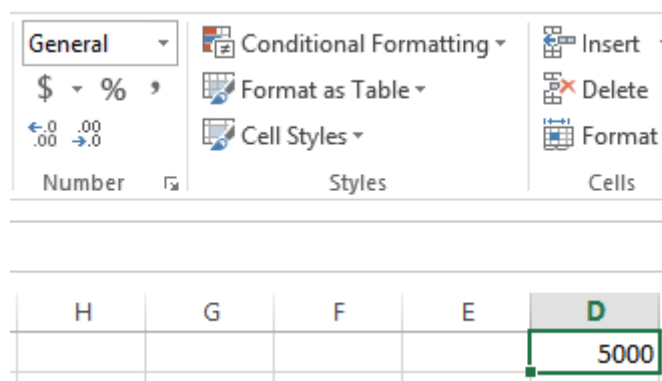 General Conditional Formatting Insert
$ % , Format as Table Delete
.0 .00 .00 .0 Cell Styles Format
Number Styles Cells
H G F E D
5000